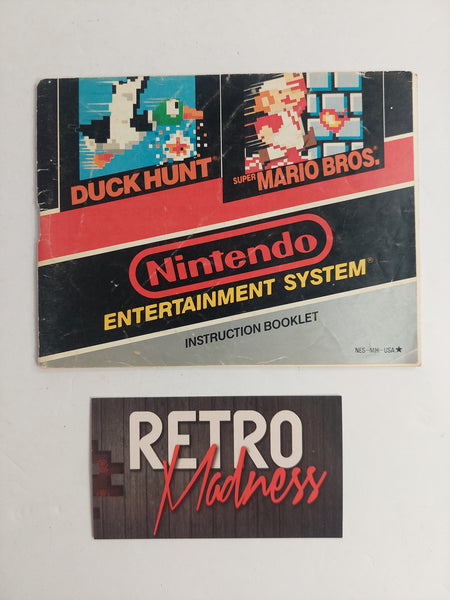 DUCK HUNT®
SUPER MARIO BROS.®
Nintendo
ENTERTAINMENT SYSTEM®
INSTRUCTION BOOKLET
NES-MH-USA★
RETRO
Madness